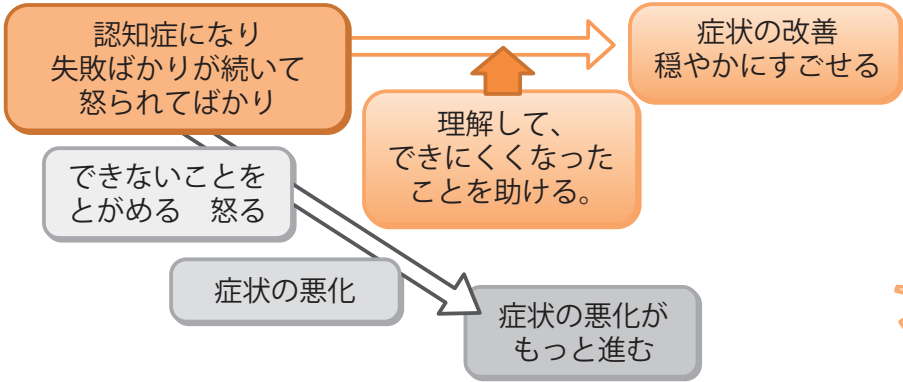 認知症になり
失敗ばかりが続いて
怒られてばかり
症状の改善
穏やかにすごせる
理解して、
できにくくなった
ことを助ける。
できないことを
とがめる　怒る
症状の悪化
症状の悪化が
もっと進む